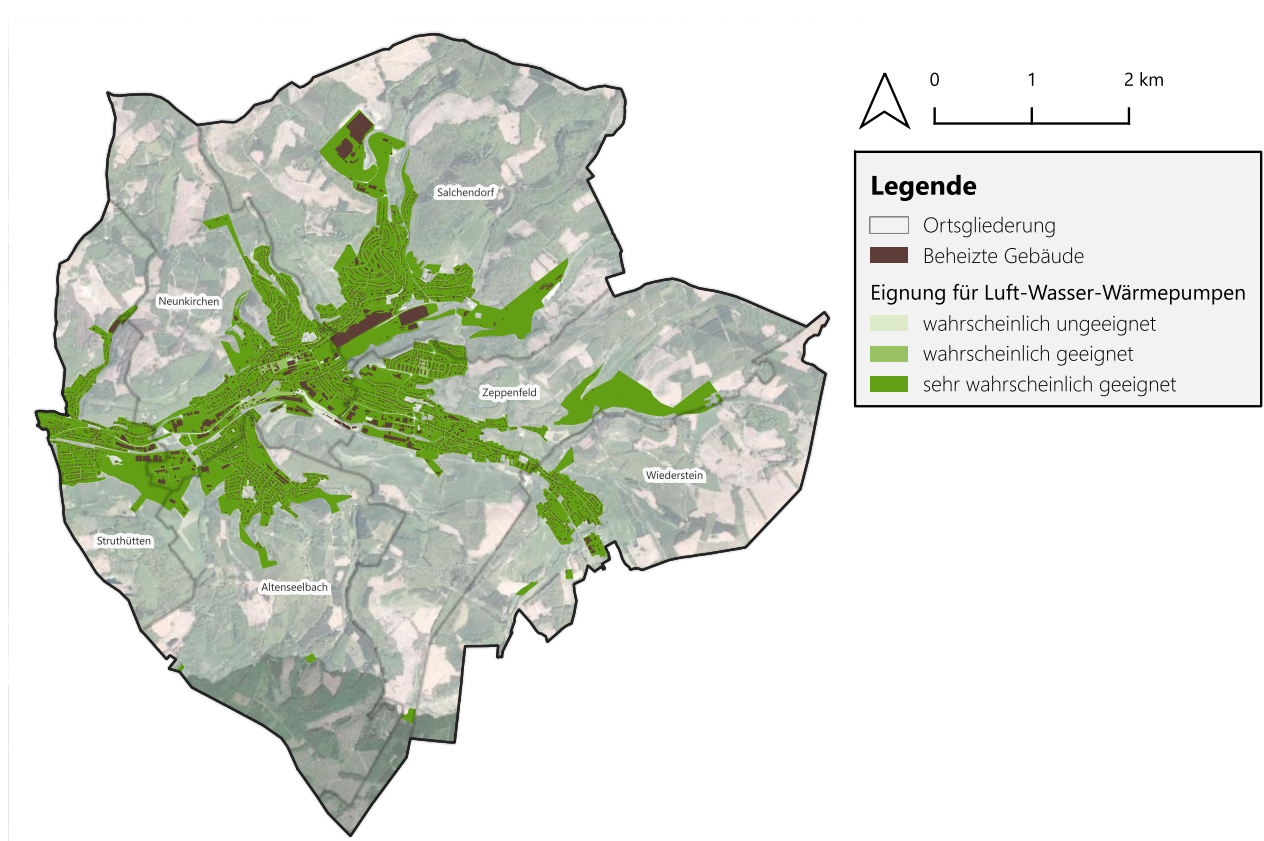 0 1 2 km
Legende
Ortsgliederung
Beheizte Gebäude
Eignung für Luft-Wasser-Wärmepumpen
wahrscheinlich ungeeignet
wahrscheinlich geeignet
sehr wahrscheinlich geeignet
Salchendorf
Neunkirchen
Zeppenfeld
Wiederstein
Struthütten
Altenseelbach